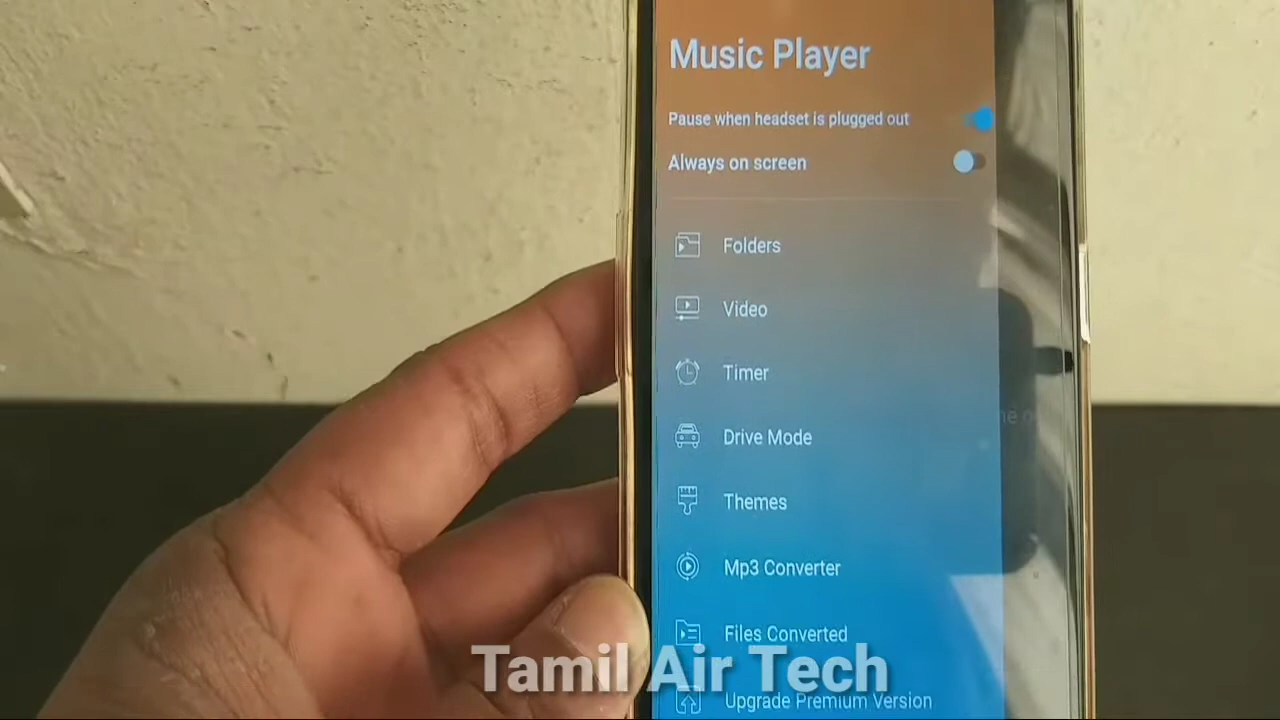 Music Player
Pause when headset is plugged out
Always on screen
Folders
Video
Timer
Drive Mode
Themes
Mp3 Converter
Files Converted
Tamil Air Tech
Upgrade Premium Version